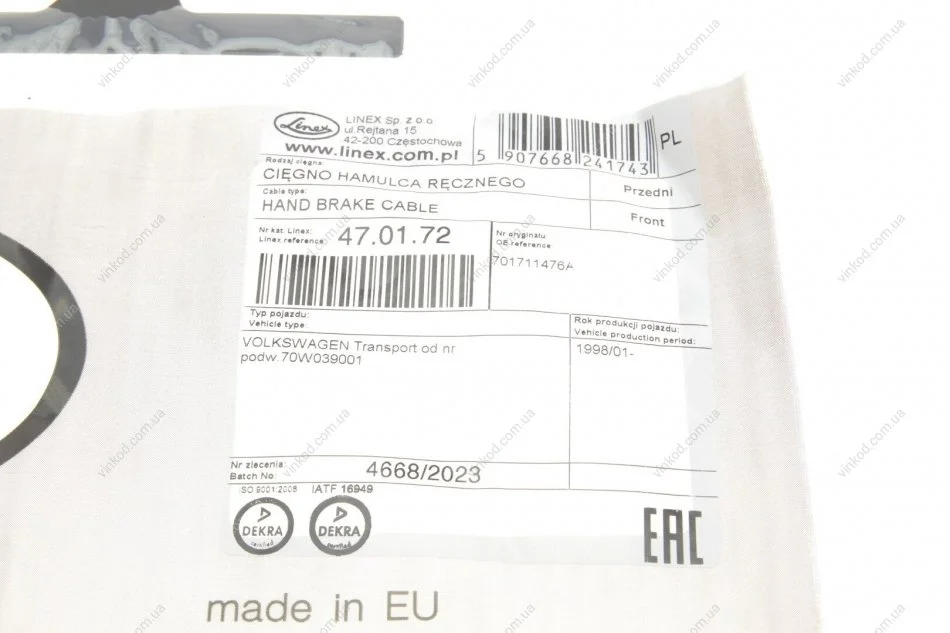 Linex
LINEX Sp. z o.o
ul.Rejtana 15
42-200 Częstochowa
www.linex.com.pl
5 907668 241743
PL
Rodzaj cięgna:
CIĘGNO HAMULCA RĘCZNEGO
Przedni
Cable type:
HAND BRAKE CABLE
Front
Nr kat. Linex:
Linex reference:
47.01.72
Nr oryginału
OE reference
701711476A
Typ pojazdu:
Vehicle type:
Rok produkcji pojazdu:
Vehicle production period:
VOLKSWAGEN Transport od nr
podw.70W039001
1998/01-
Nr zlecenia:
Batch No:
4668/2023
ISO 9001:2008 IATF 16949
DEKRA
certified
DEKRA
certified
EAC
made in EU
vinkod.com.ua